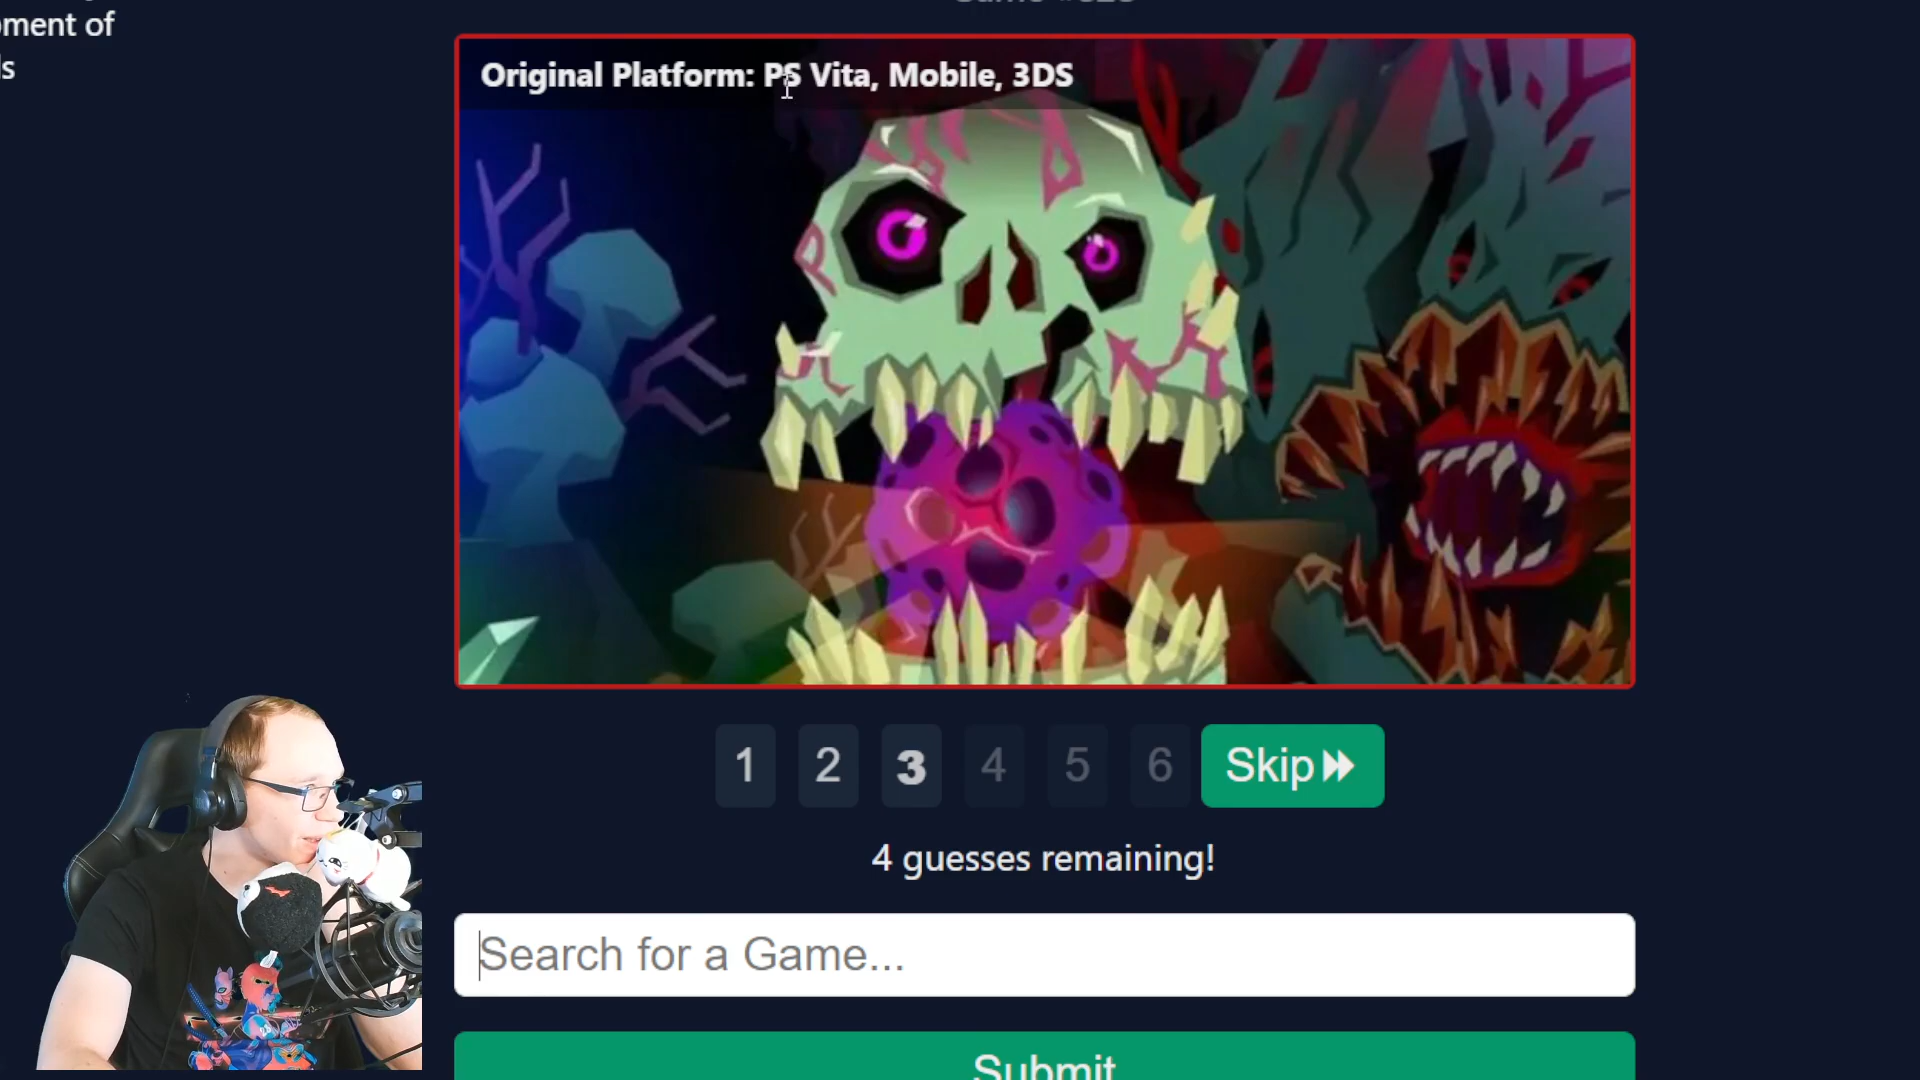 ment of
ls
Original Platform: PS Vita, Mobile, 3DS
1 2 3 4 5 6 Skip
4 guesses remaining!
Search for a Game...
Submit